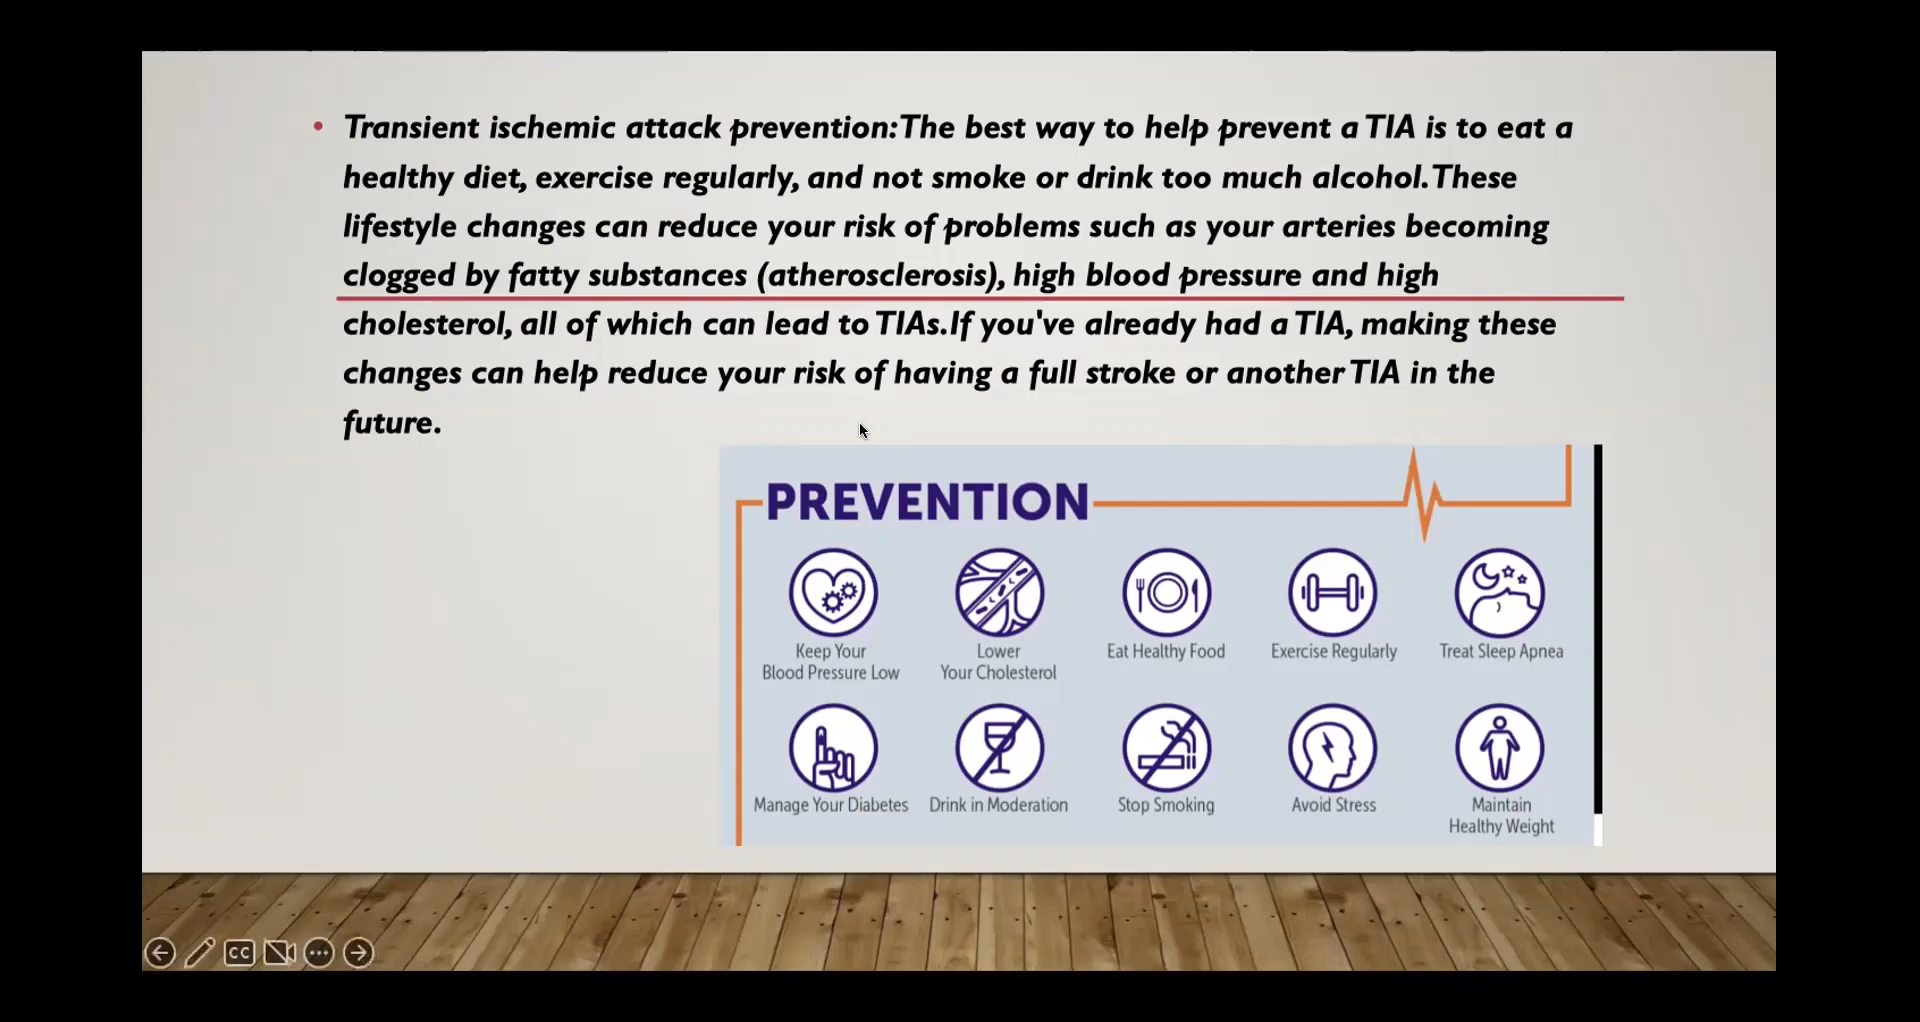 • Transient ischemic attack prevention:The best way to help prevent a TIA is to eat a
healthy diet, exercise regularly, and not smoke or drink too much alcohol.These
lifestyle changes can reduce your risk of problems such as your arteries becoming
clogged by fatty substances (atherosclerosis), high blood pressure and high
cholesterol, all of which can lead to TIAs.If you've already had a TIA, making these
changes can help reduce your risk of having a full stroke or another TIA in the
future.
PREVENTION
Keep Your
Blood Pressure Low
Lower
Your Cholesterol
Eat Healthy Food
Exercise Regularly
Treat Sleep Apnea
Manage Your Diabetes
Drink in Moderation
Stop Smoking
Avoid Stress
Maintain
Healthy Weight
CC